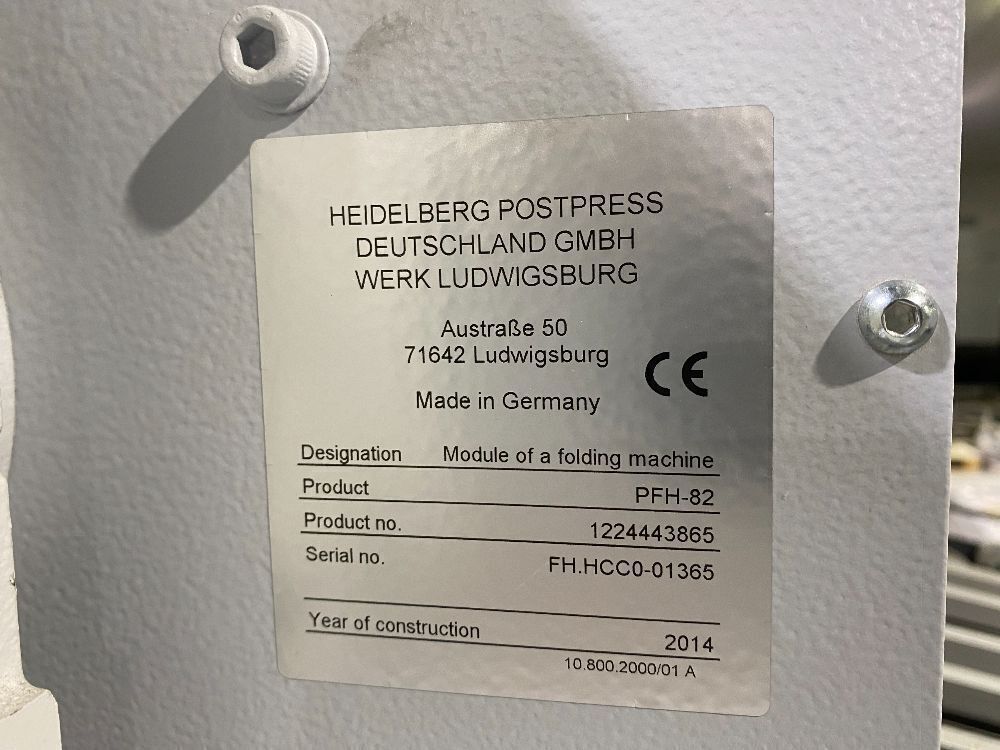 HEIDELBERG POSTPRESS
DEUTSCHLAND GMBH
WERK LUDWIGSBURG
Austraße 50
71642 Ludwigsburg
CE
Made in Germany
Designation Module of a folding machine
Product PFH-82
Product no. 1224443865
Serial no. FH.HCC0-01365
Year of construction 2014
10.800.2000/01 A